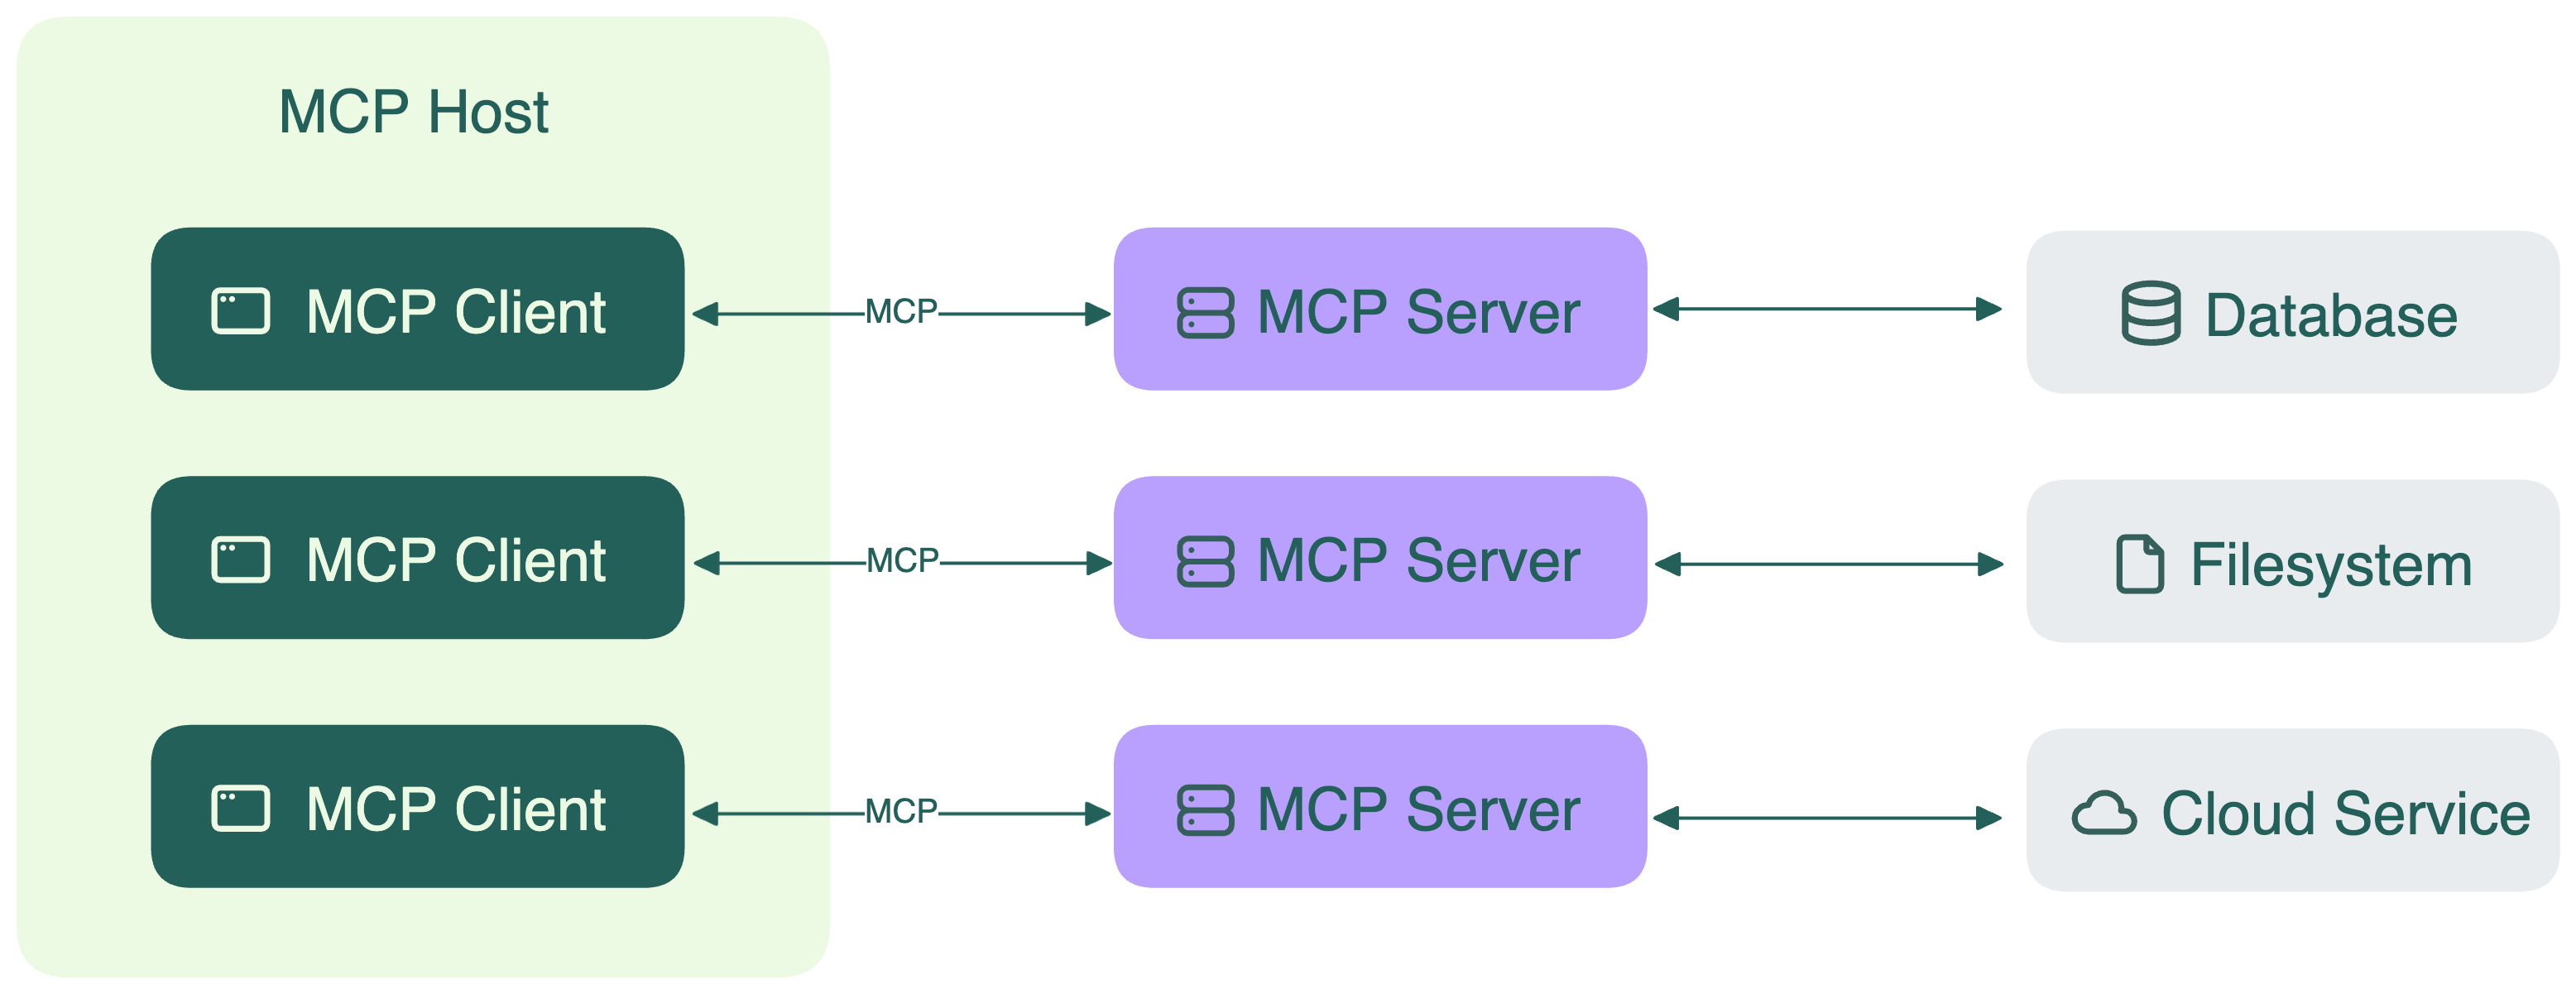 MCP Host
MCP Client
MCP
MCP Server
Database
MCP Client
MCP
MCP Server
Filesystem
MCP Client
MCP
MCP Server
Cloud Service